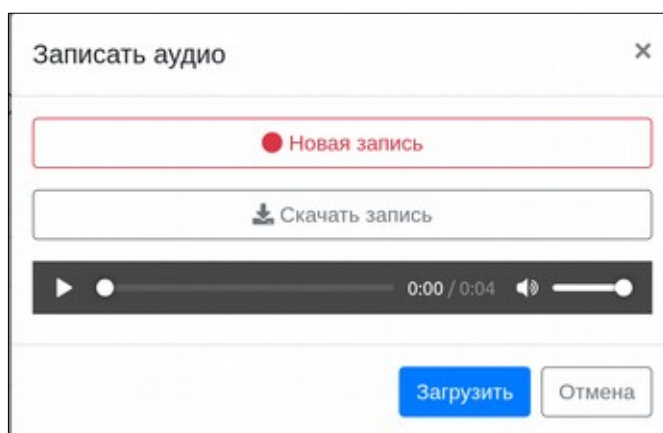 Записать аудио ×
Новая запись
Скачать запись
0:00 / 0:04
Загрузить Отмена